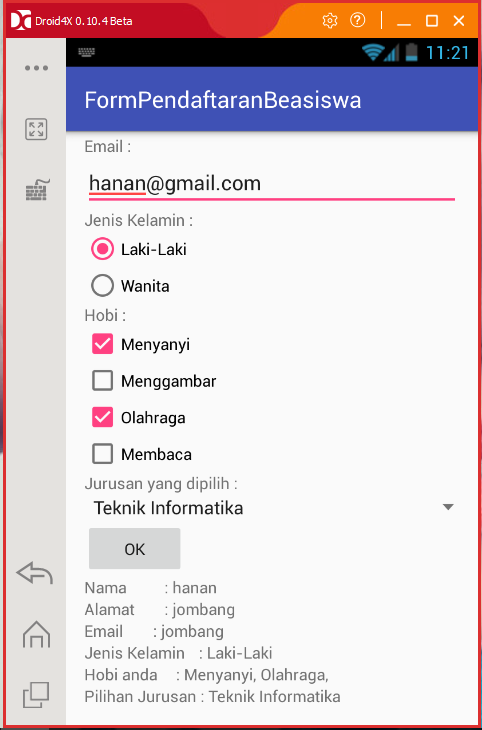 Droid4X 0.10.4 Beta
11:21
FormPendaftaranBeasiswa
Email :
hanan@gmail.com
Jenis Kelamin :
Laki-Laki
Wanita
Hobi :
Menyanyi
Menggambar
Olahraga
Membaca
Jurusan yang dipilih :
Teknik Informatika
OK
Nama : hanan
Alamat : jombang
Email : jombang
Jenis Kelamin : Laki-Laki
Hobi anda : Menyanyi, Olahraga,
Pilihan Jurusan : Teknik Informatika